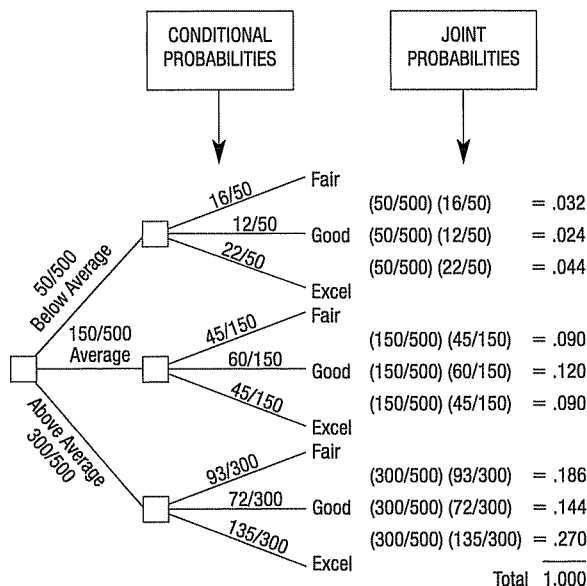 CONDITIONAL
PROBABILITIES
JOINT
PROBABILITIES
16/50
Fair
(50/500) (16/50) = .032
12/50
Good
(50/500) (12/50) = .024
22/50
Excel
(50/500) (22/50) = .044
50/500
Below Average
45/150
Fair
(150/500) (45/150) = .090
150/500
Average
60/150
Good
(150/500) (60/150) = .120
45/150
Excel
(150/500) (45/150) = .090
Above Average
300/500
93/300
Fair
(300/500) (93/300) = .186
72/300
Good
(300/500) (72/300) = .144
135/300
Excel
(300/500) (135/300) = .270
Total 1.000